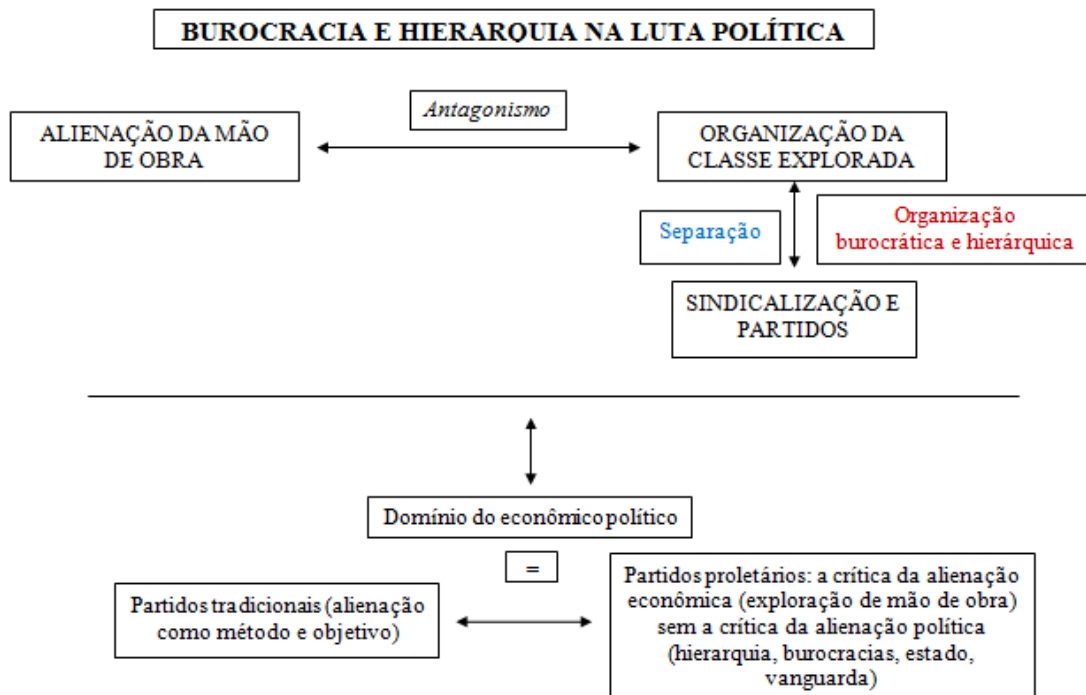 BUROCRACIA E HIERARQUIA NA LUTA POLÍTICA
Antagonismo
ALIENAÇÃO DA MÃO
DE OBRA
ORGANIZAÇÃO DA
CLASSE EXPLORADA
Separação
Organização
burocrática e hierárquica
SINDICALIZAÇÃO E
PARTIDOS
Domínio do econômico político
=
Partidos tradicionais (alienação
como método e objetivo)
Partidos proletários: a crítica da alienação
econômica (exploração de mão de obra)
sem a crítica da alienação política
(hierarquia, burocracias, estado,
vanguarda)